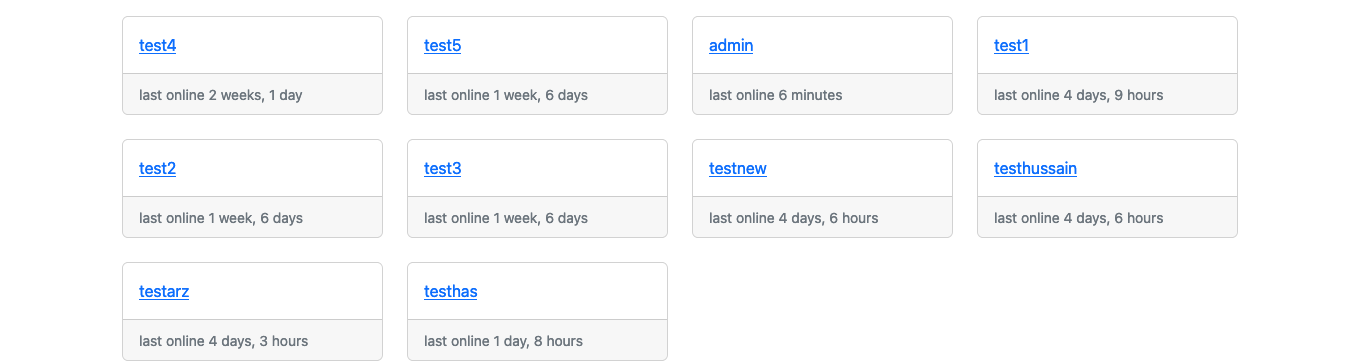 test4
last online 2 weeks, 1 day
test5
last online 1 week, 6 days
admin
last online 6 minutes
test1
last online 4 days, 9 hours
test2
last online 1 week, 6 days
test3
last online 1 week, 6 days
testnew
last online 4 days, 6 hours
testhussain
last online 4 days, 6 hours
testarz
last online 4 days, 3 hours
testhas
last online 1 day, 8 hours